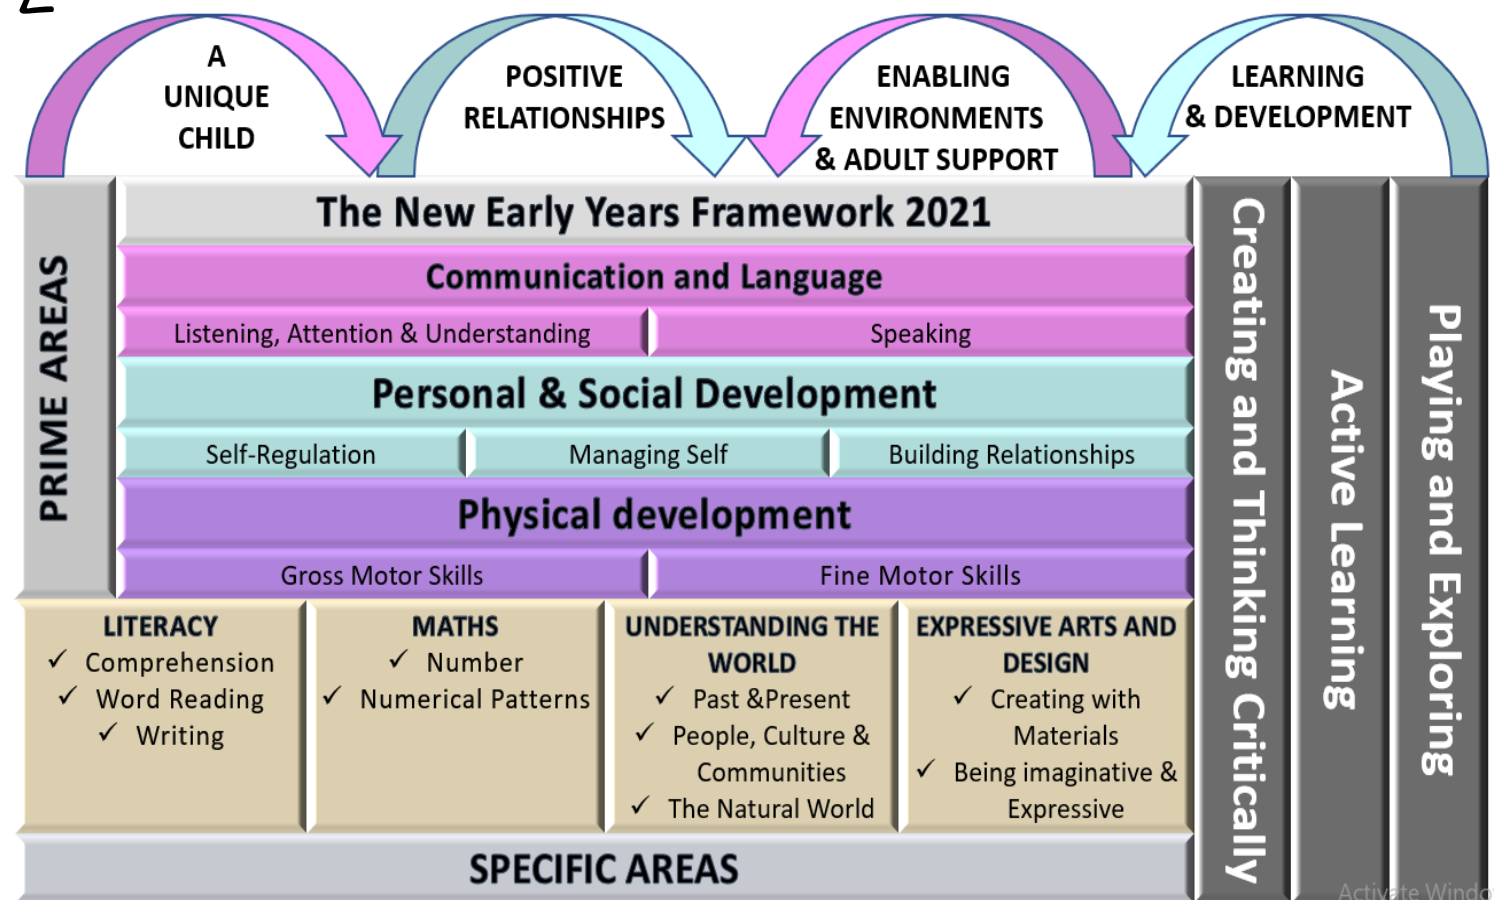 A
UNIQUE
CHILD
POSITIVE
RELATIONSHIPS
ENABLING
ENVIRONMENTS
& ADULT SUPPORT
LEARNING
& DEVELOPMENT
PRIME AREAS
The New Early Years Framework 2021
Communication and Language
Listening, Attention & Understanding
Speaking
Personal & Social Development
Self-Regulation
Managing Self
Building Relationships
Physical development
Gross Motor Skills
Fine Motor Skills
LITERACY
✓ Comprehension
✓ Word Reading
✓ Writing
MATHS
✓ Number
✓ Numerical Patterns
UNDERSTANDING THE
WORLD
✓ Past &Present
✓ People, Culture &
Communities
✓ The Natural World
EXPRESSIVE ARTS AND
DESIGN
✓ Creating with
Materials
✓ Being imaginative &
Expressive
SPECIFIC AREAS
Creating and Thinking Critically
Active Learning
Playing and Exploring
Activate Windo